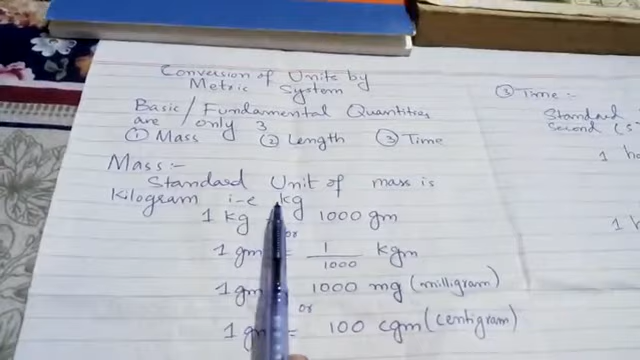 Conversion of Units by
Metric System
Basic / Fundamental Quantities
are only 3
① Mass ② Length ③ Time
Mass :-
Standard Unit of mass is
Kilogram i-e kg
1 kg 1000 gm
or
1 gm = 1/1000 kgm
1 gm 1000 mg (milligram)
or
1 gm = 100 cgm (centigram)
③ Time :-
Standard
Second
1
1